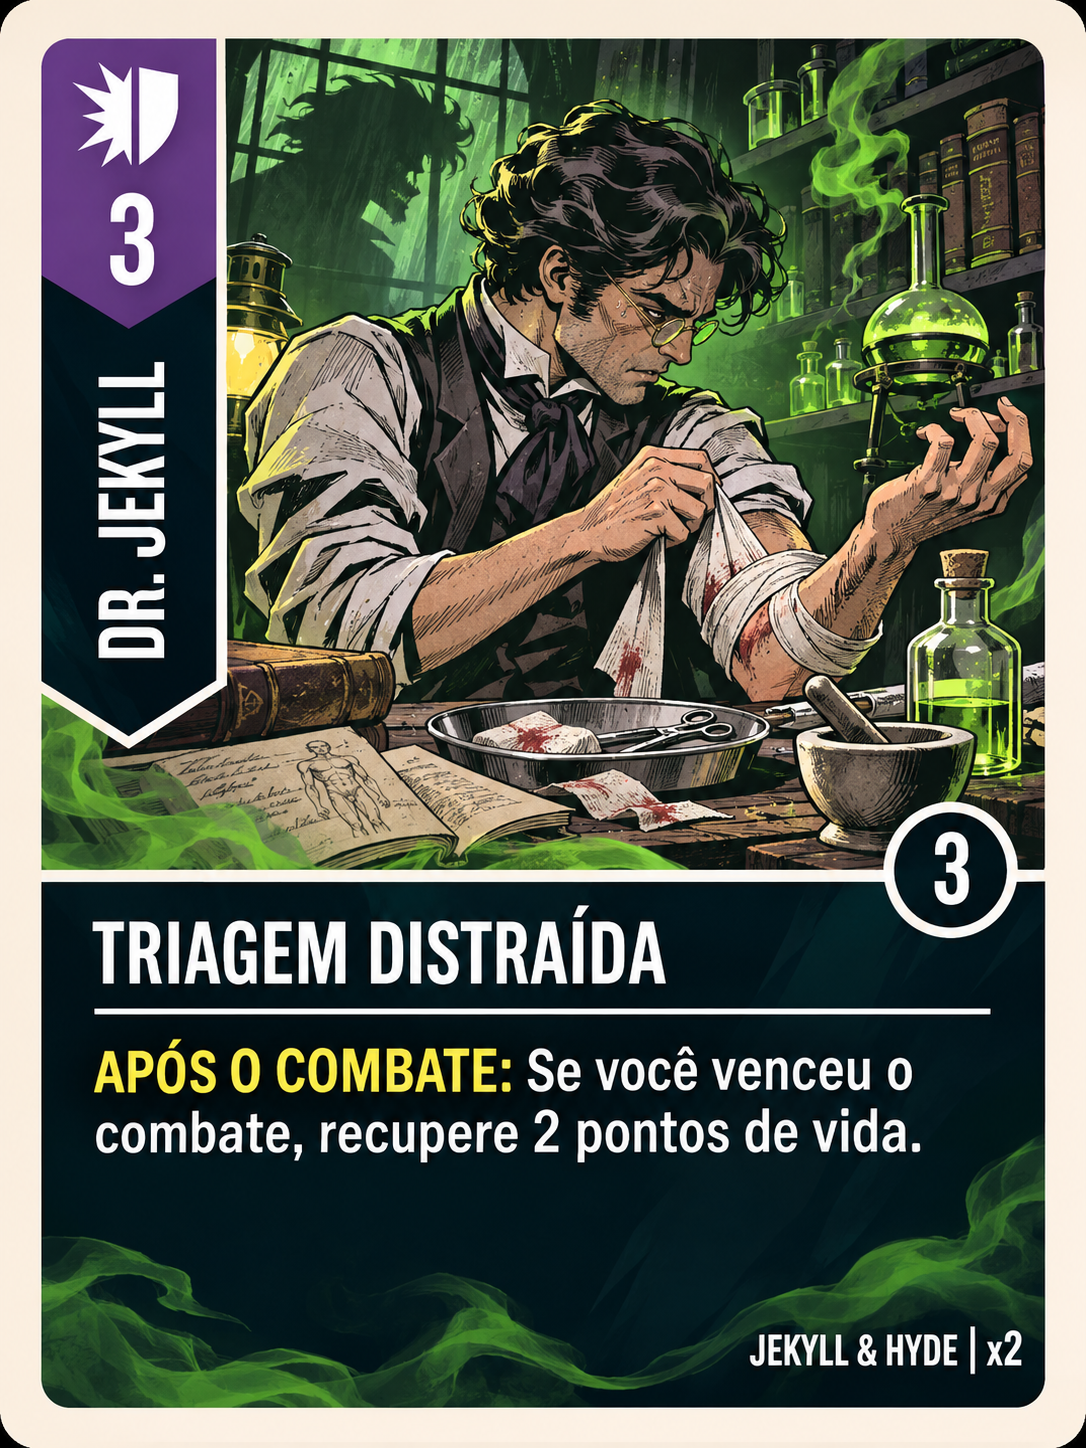 3
DR. JEKYLL
3
TRIAGEM DISTRAÍDA
APÓS O COMBATE: Se você venceu o
combate, recupere 2 pontos de vida.
JEKYLL & HYDE | x2